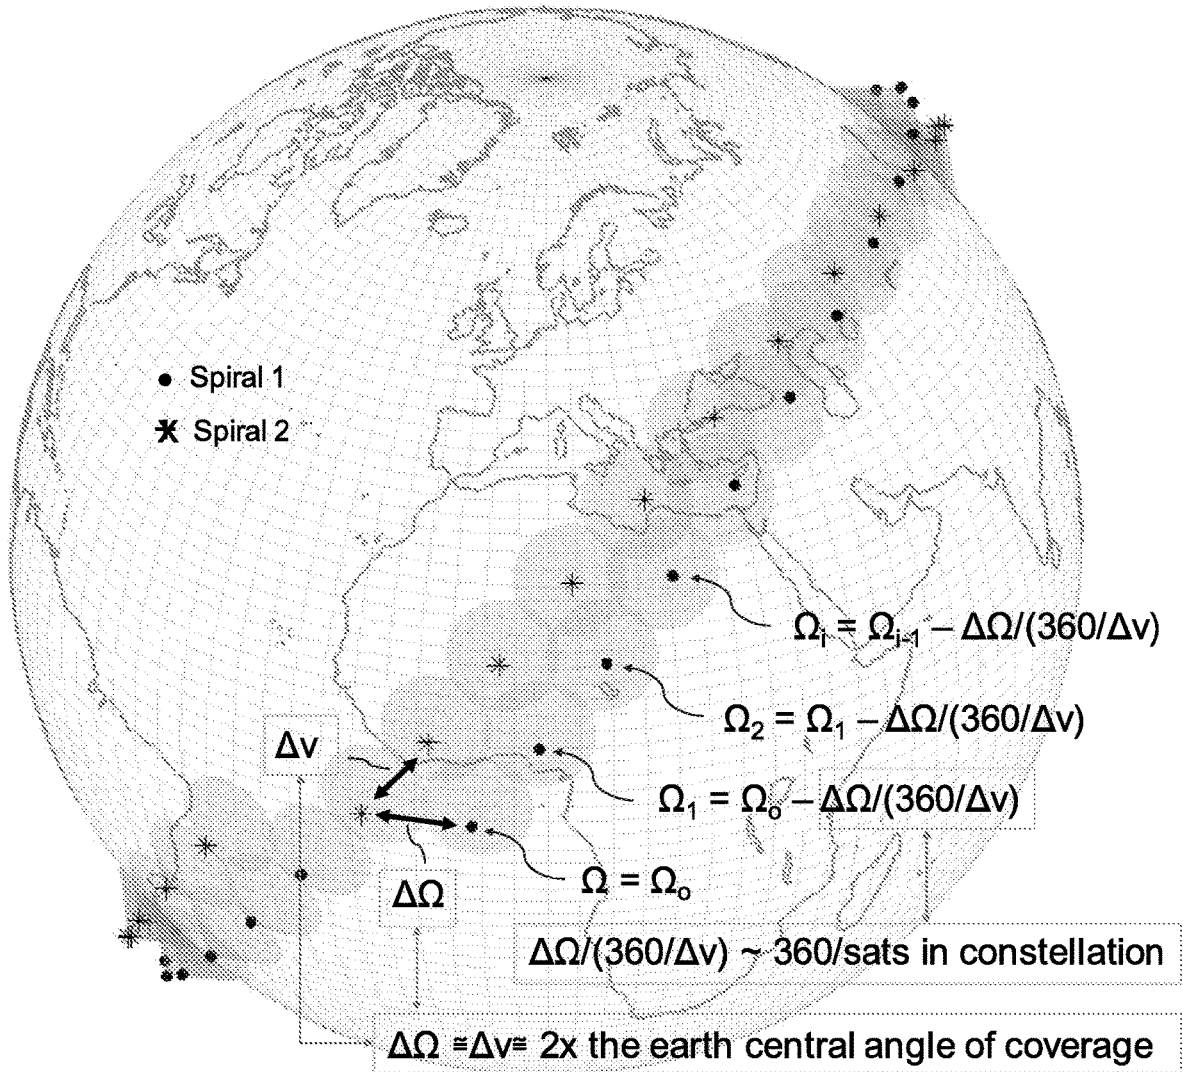 ● Spiral 1
✶ Spiral 2
Ωi = Ωi-1 – ΔΩ/(360/Δv)
Ω2 = Ω1 – ΔΩ/(360/Δv)
Δv
Ω1 = Ωo – ΔΩ/(360/Δv)
Ω = Ωo
ΔΩ
ΔΩ/(360/Δv) ~ 360/sats in constellation
ΔΩ ≅Δv≅ 2x the earth central angle of coverage